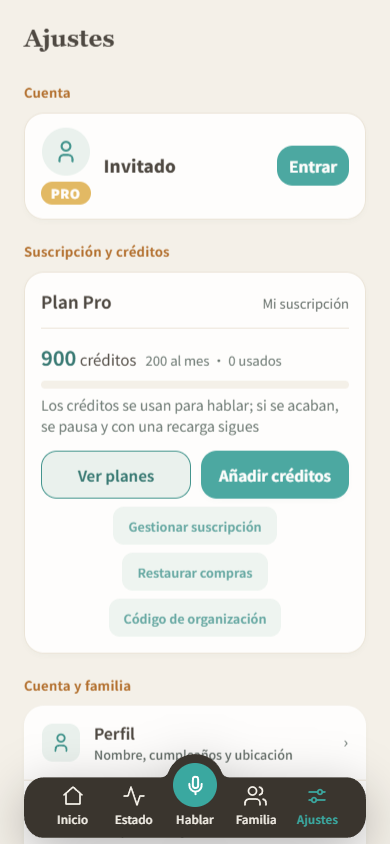 Ajustes
Cuenta
Invitado
PRO
Entrar
Suscripción y créditos
Plan Pro
Mi suscripción
900 créditos 200 al mes · 0 usados
Los créditos se usan para hablar; si se acaban,
se pausa y con una recarga sigues
Ver planes
Añadir créditos
Gestionar suscripción
Restaurar compras
Código de organización
Cuenta y familia
Perfil
Nombre, cumpleaños y ubicación
Inicio
Estado
Hablar
Familia
Ajustes